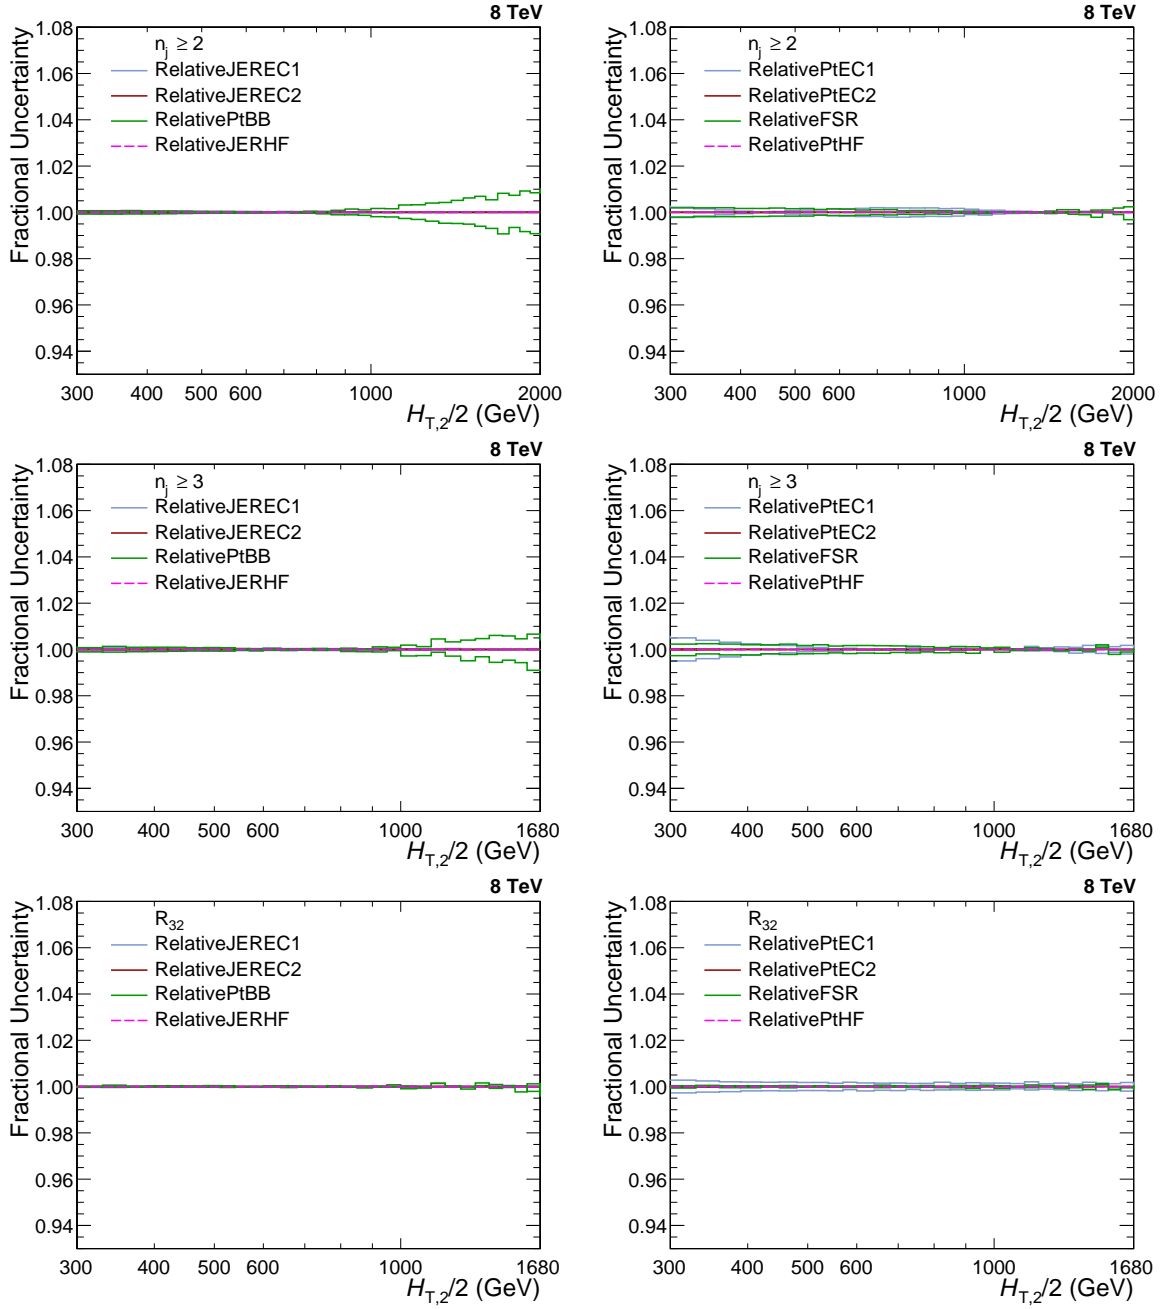 8 TeV
Fractional Uncertainty
n_j ≥ 2
RelativeJEREC1
RelativeJEREC2
RelativePtBB
RelativeJERHF
1.08
1.06
1.04
1.02
1.00
0.98
0.96
0.94
300 400 500 600 1000 2000
H_T,2/2 (GeV)
8 TeV
Fractional Uncertainty
n_j ≥ 2
RelativePtEC1
RelativePtEC2
RelativeFSR
RelativePtHF
1.08
1.06
1.04
1.02
1.00
0.98
0.96
0.94
300 400 500 600 1000 2000
H_T,2/2 (GeV)
8 TeV
Fractional Uncertainty
n_j ≥ 3
RelativeJEREC1
RelativeJEREC2
RelativePtBB
RelativeJERHF
1.08
1.06
1.04
1.02
1.00
0.98
0.96
0.94
300 400 500 600 1000 1680
H_T,2/2 (GeV)
8 TeV
Fractional Uncertainty
n_j ≥ 3
RelativePtEC1
RelativePtEC2
RelativeFSR
RelativePtHF
1.08
1.06
1.04
1.02
1.00
0.98
0.96
0.94
300 400 500 600 1000 1680
H_T,2/2 (GeV)
8 TeV
Fractional Uncertainty
R_32
RelativeJEREC1
RelativeJEREC2
RelativePtBB
RelativeJERHF
1.08
1.06
1.04
1.02
1.00
0.98
0.96
0.94
300 400 500 600 1000 1680
H_T,2/2 (GeV)
8 TeV
Fractional Uncertainty
R_32
RelativePtEC1
RelativePtEC2
RelativeFSR
RelativePtHF
1.08
1.06
1.04
1.02
1.00
0.98
0.96
0.94
300 400 500 600 1000 1680
H_T,2/2 (GeV)